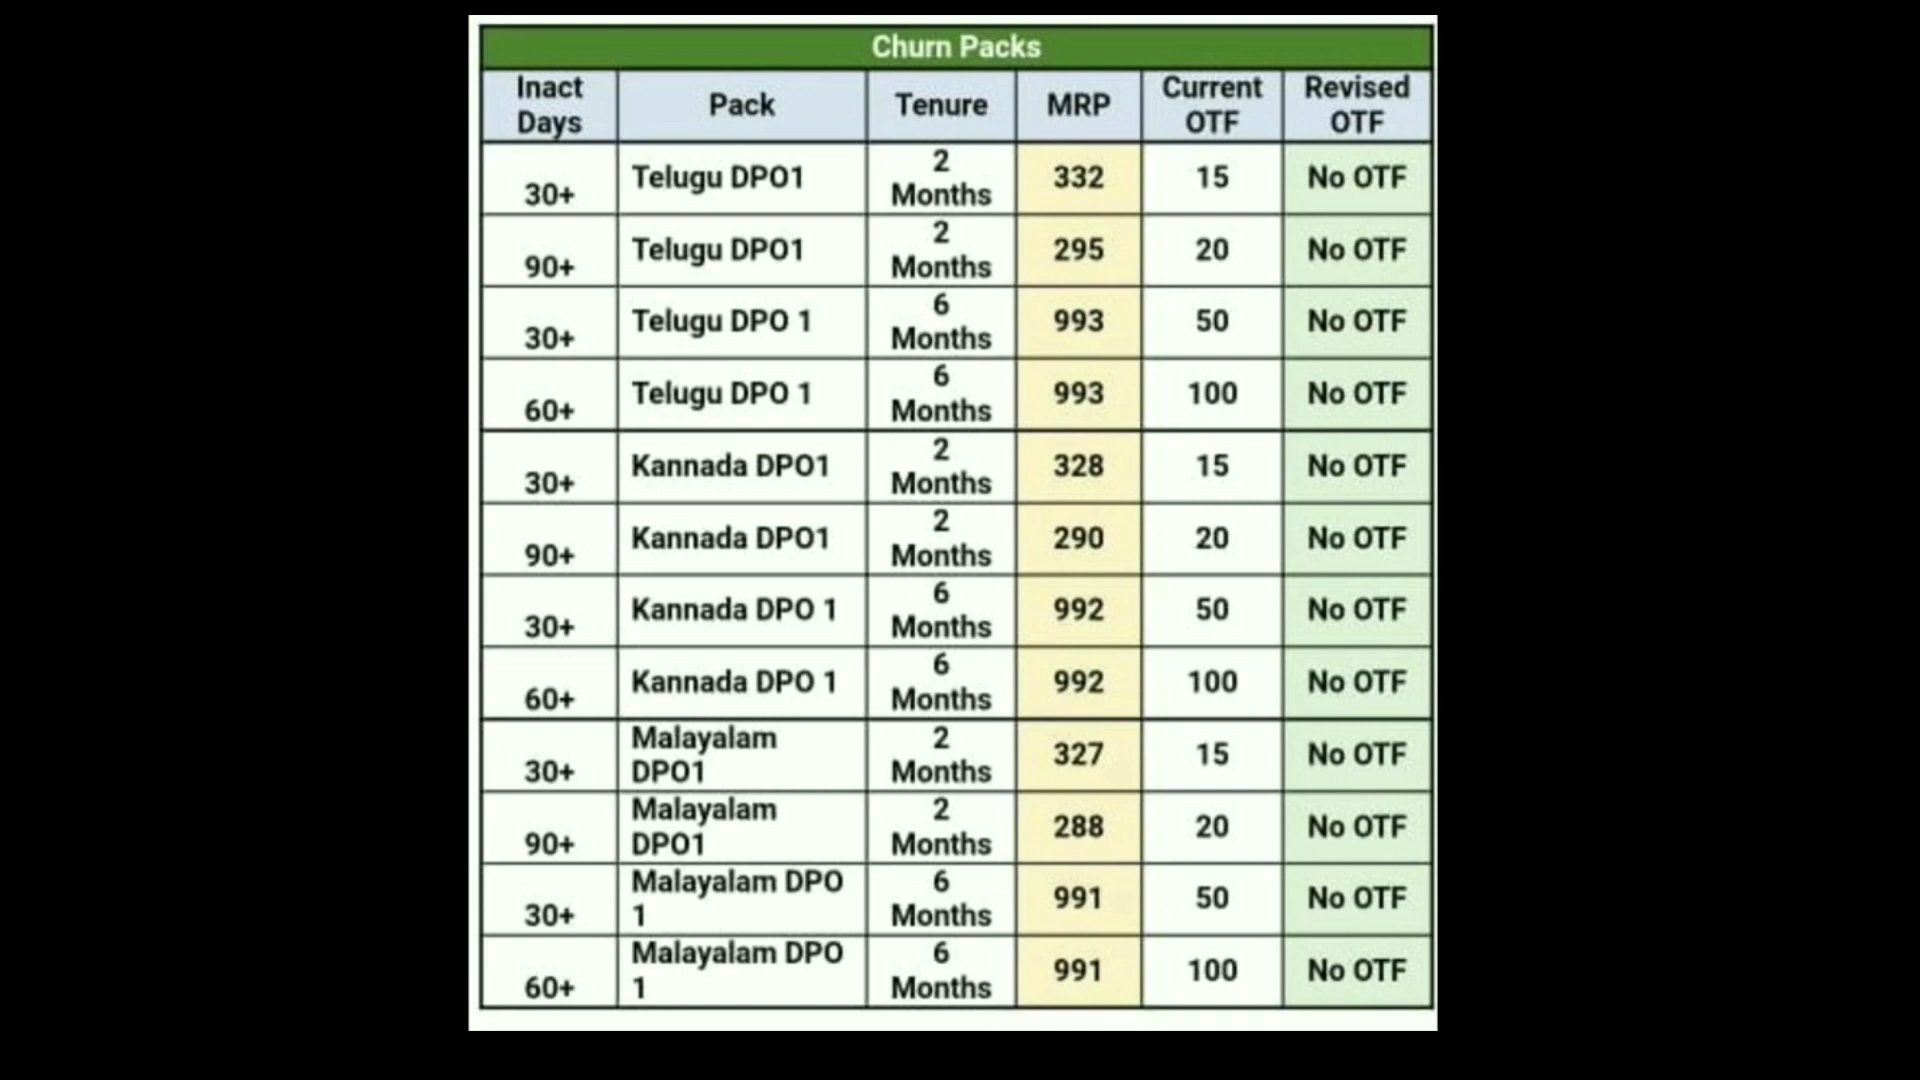 Churn Packs
Inact Days | Pack | Tenure | MRP | Current OTF | Revised OTF
30+ | Telugu DPO1 | 2 Months | 332 | 15 | No OTF
90+ | Telugu DPO1 | 2 Months | 295 | 20 | No OTF
30+ | Telugu DPO 1 | 6 Months | 993 | 50 | No OTF
60+ | Telugu DPO 1 | 6 Months | 993 | 100 | No OTF
30+ | Kannada DPO1 | 2 Months | 328 | 15 | No OTF
90+ | Kannada DPO1 | 2 Months | 290 | 20 | No OTF
30+ | Kannada DPO 1 | 6 Months | 992 | 50 | No OTF
60+ | Kannada DPO 1 | 6 Months | 992 | 100 | No OTF
30+ | Malayalam DPO1 | 2 Months | 327 | 15 | No OTF
90+ | Malayalam DPO1 | 2 Months | 288 | 20 | No OTF
30+ | Malayalam DPO 1 | 6 Months | 991 | 50 | No OTF
60+ | Malayalam DPO 1 | 6 Months | 991 | 100 | No OTF